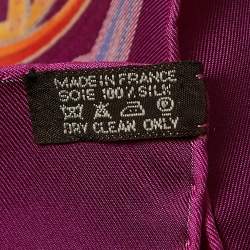 MADE IN FRANCE
SOIE 100% SILK
DRY CLEAN ONLY